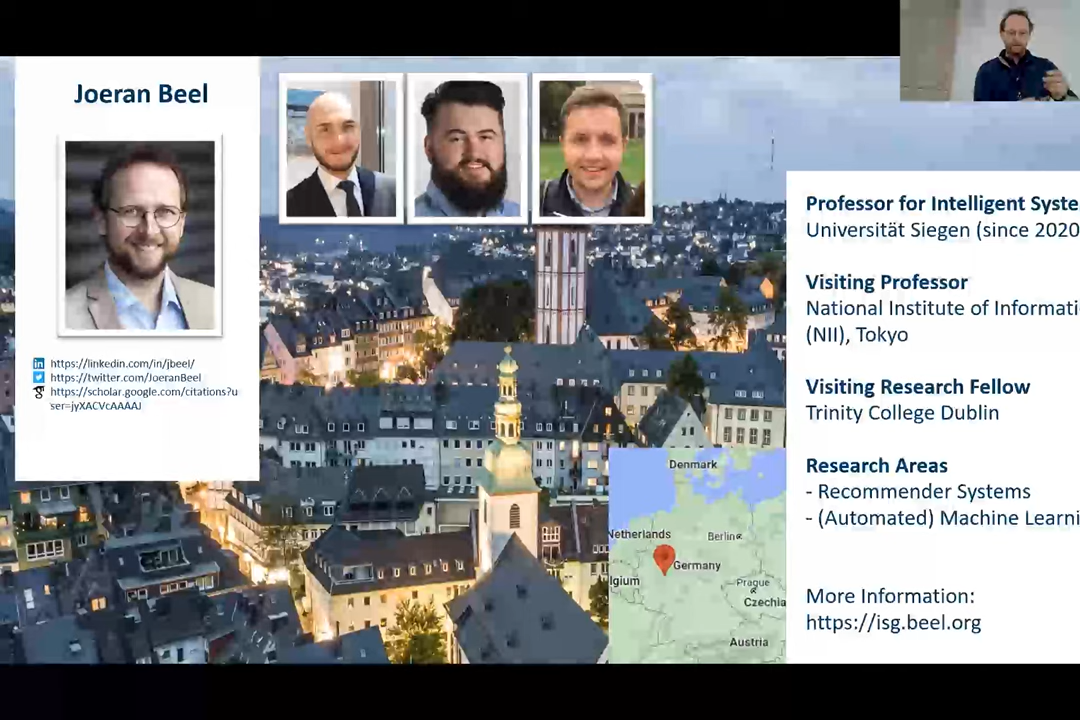 Joeran Beel
https://linkedin.com/in/jbeel/
https://twitter.com/JoeranBeel
https://scholar.google.com/citations?u
ser=jyXACVcAAAAJ
Professor for Intelligent Syste
Universität Siegen (since 2020
Visiting Professor
National Institute of Informati
(NII), Tokyo
Visiting Research Fellow
Trinity College Dublin
Research Areas
- Recommender Systems
- (Automated) Machine Learni
More Information:
https://isg.beel.org
Denmark
Netherlands
Berlin
Germany
lgium
Prague
Czechia
Austria